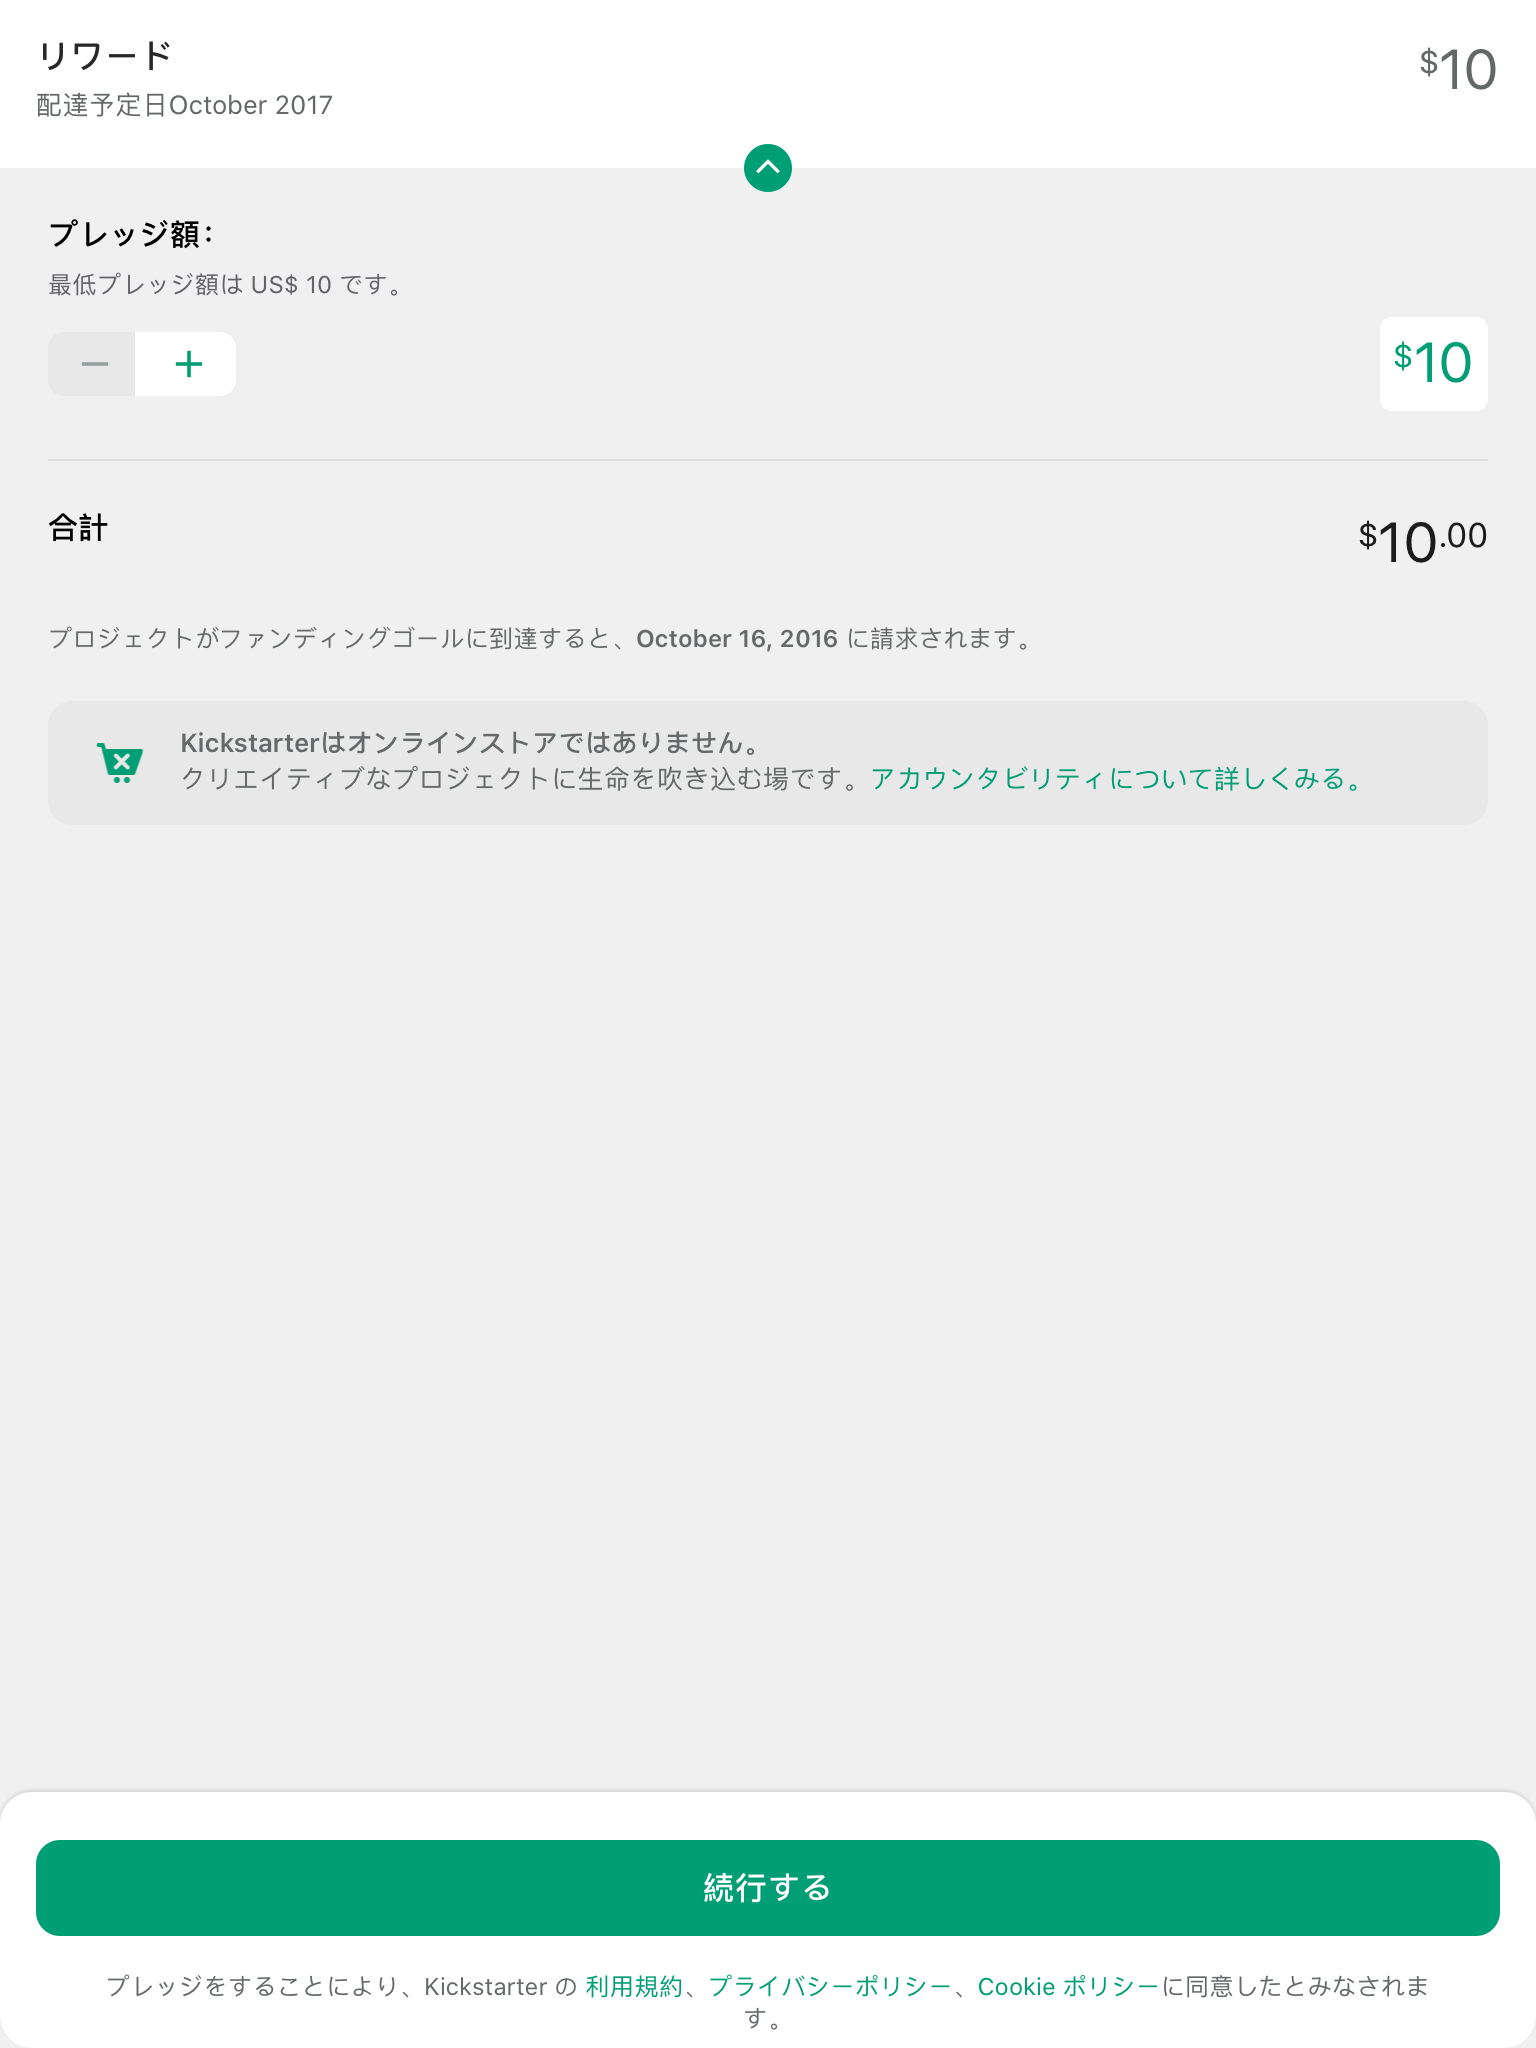 リワード
$10
配達予定日October 2017
プレッジ額：
最低プレッジ額は US$ 10 です。
$10
合計
$10.00
プロジェクトがファンディングゴールに到達すると、October 16, 2016 に請求されます。
Kickstarterはオンラインストアではありません。
クリエイティブなプロジェクトに生命を吹き込む場です。アカウンタビリティについて詳しくみる。
続行する
プレッジをすることにより、Kickstarter の 利用規約、プライバシーポリシー、Cookie ポリシーに同意したとみなされま
す。